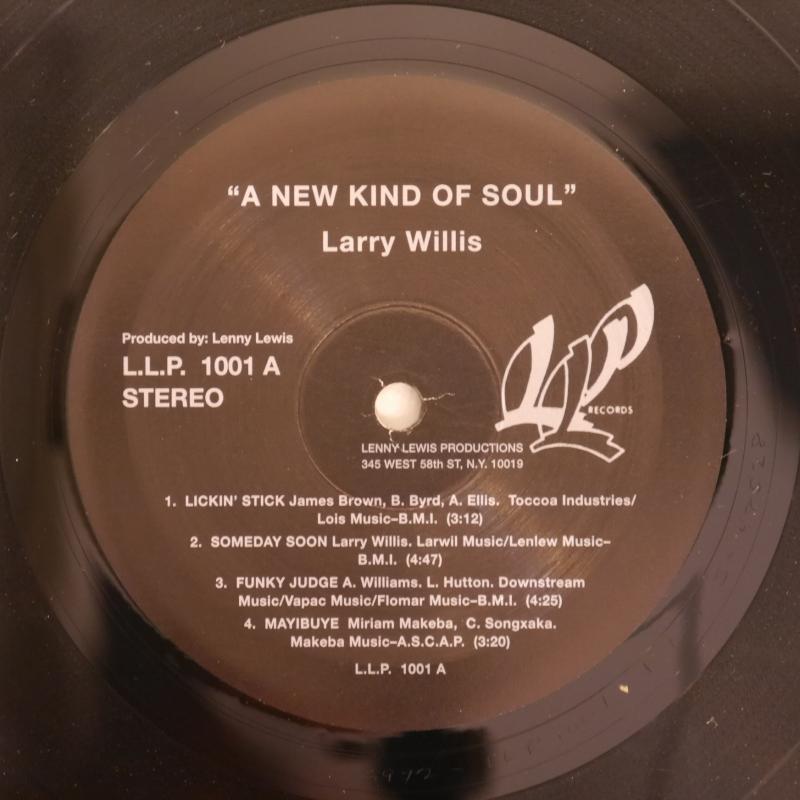 “A NEW KIND OF SOUL”
Larry Willis
Produced by: Lenny Lewis
L.L.P. 1001 A
STEREO
LLP
RECORDS
LENNY LEWIS PRODUCTIONS
345 WEST 58th ST, N.Y. 10019
1. LICKIN’ STICK James Brown, B. Byrd, A. Ellis. Toccoa Industries/
Lois Music–B.M.I. (3:12)
2. SOMEDAY SOON Larry Willis. Larwil Music/Lenlew Music–
B.M.I. (4:47)
3. FUNKY JUDGE A. Williams. L. Hutton. Downstream
Music/Vapac Music/Flomar Music–B.M.I. (4:25)
4. MAYIBUYE Miriam Makeba, C. Songxaka.
Makeba Music–A.S.C.A.P. (3:20)
L.L.P. 1001 A